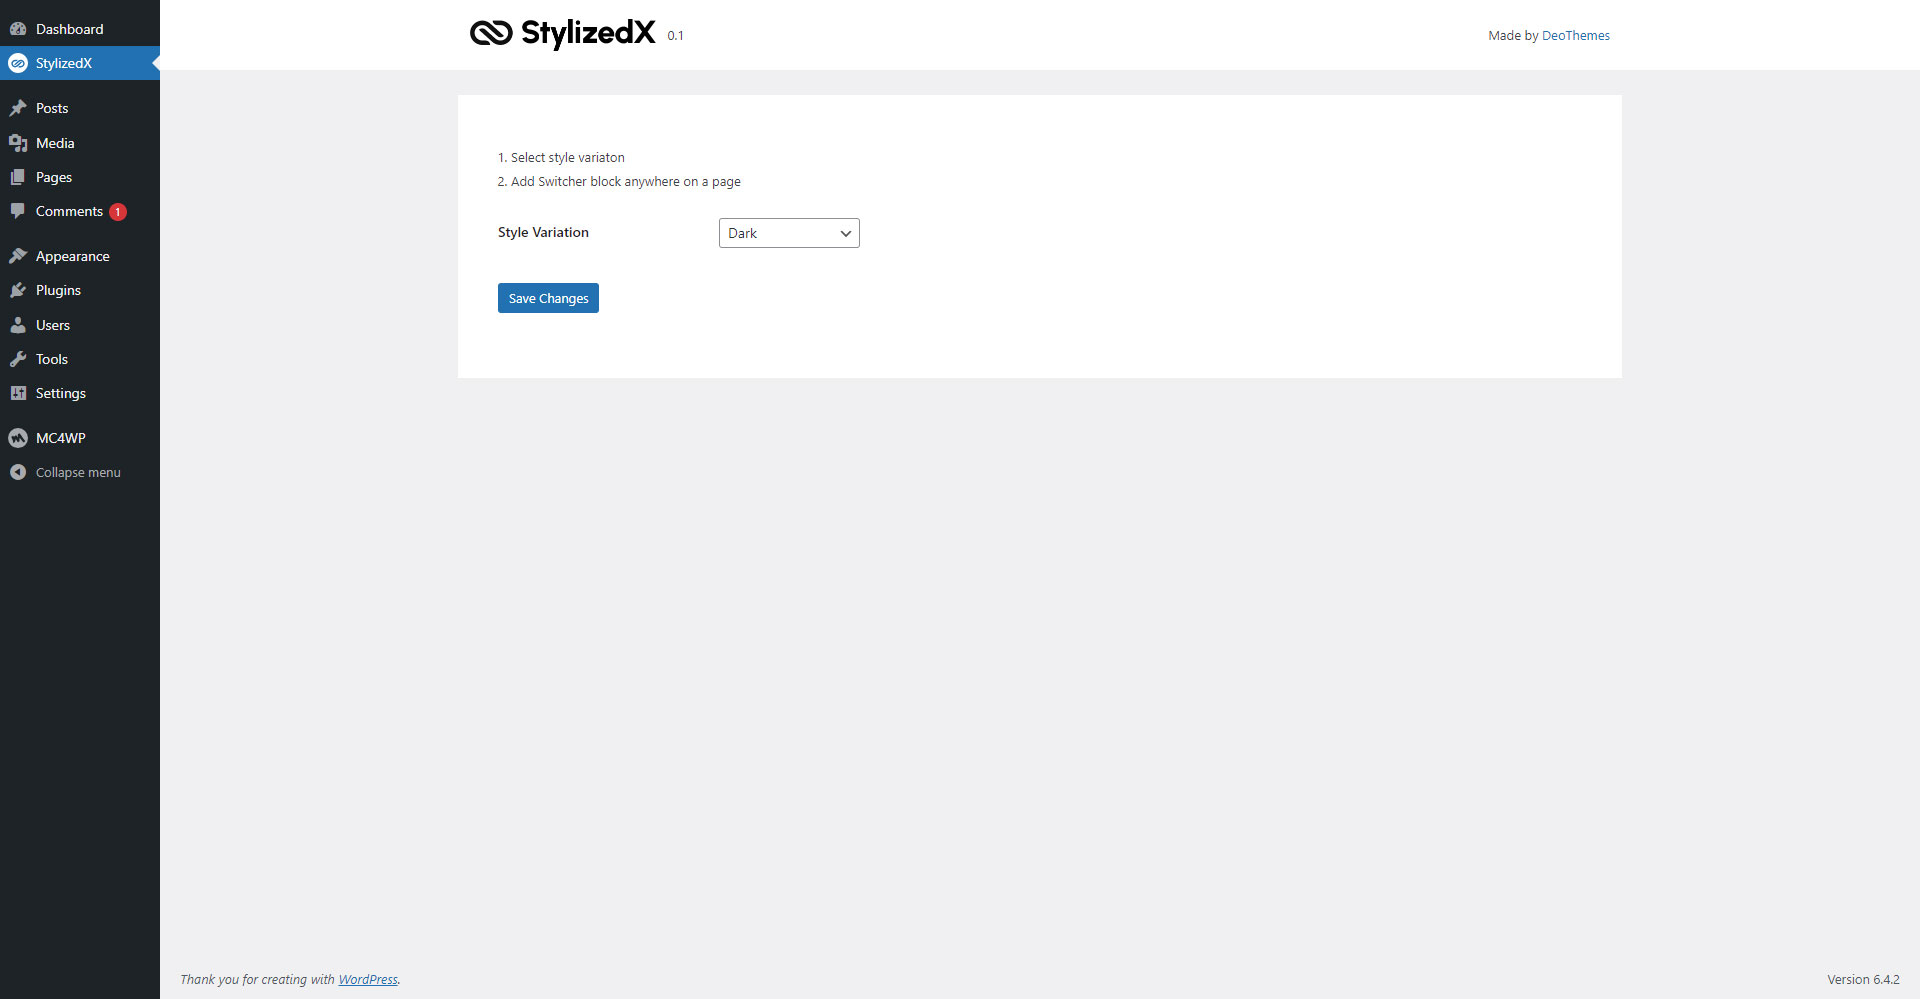 Dashboard
StylizedX
Posts
Media
Pages
Comments 1
Appearance
Plugins
Users
Tools
Settings
MC4WP
Collapse menu
StylizedX 0.1
Made by DeoThemes
1. Select style variaton
2. Add Switcher block anywhere on a page
Style Variation Dark
Save Changes
Thank you for creating with WordPress.
Version 6.4.2